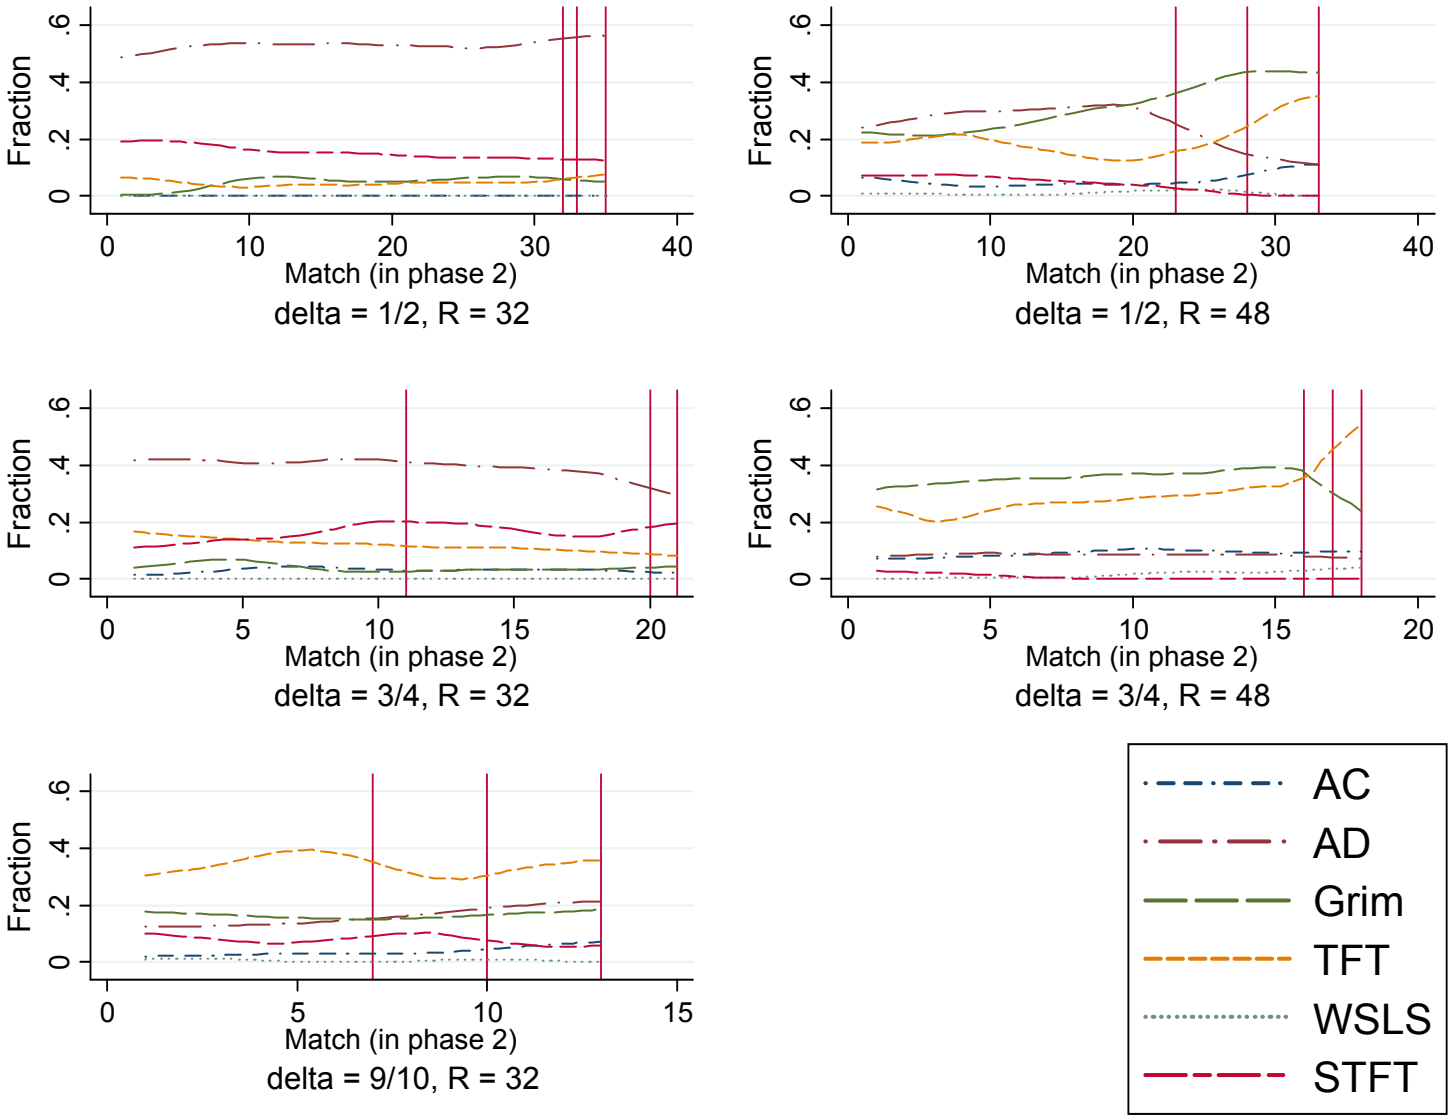 Fraction
0 .2 .4 .6
0 10 20 30 40
Match (in phase 2)
delta = 1/2, R = 32
Fraction
0 .2 .4 .6
0 10 20 30 40
Match (in phase 2)
delta = 1/2, R = 48
Fraction
0 .2 .4 .6
0 5 10 15 20
Match (in phase 2)
delta = 3/4, R = 32
Fraction
0 .2 .4 .6
0 5 10 15 20
Match (in phase 2)
delta = 3/4, R = 48
Fraction
0 .2 .4 .6
0 5 10 15
Match (in phase 2)
delta = 9/10, R = 32
AC
AD
Grim
TFT
WSLS
STFT